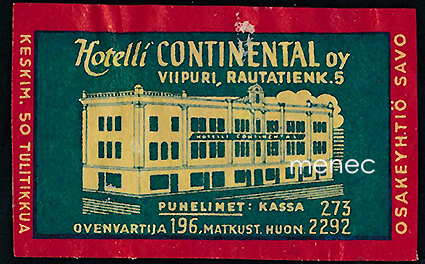 Hotelli CONTINENTAL OY
VIIPURI, RAUTATIENK.5
KESKIM. 50 TULITIKKUA
HOTELLI CONTINENTAL
menec
PUHELIMET: KASSA 273
OVENVARTIJA 196, MATKUST. HUON. 2292
OSAKEYHTIÖ SAVO